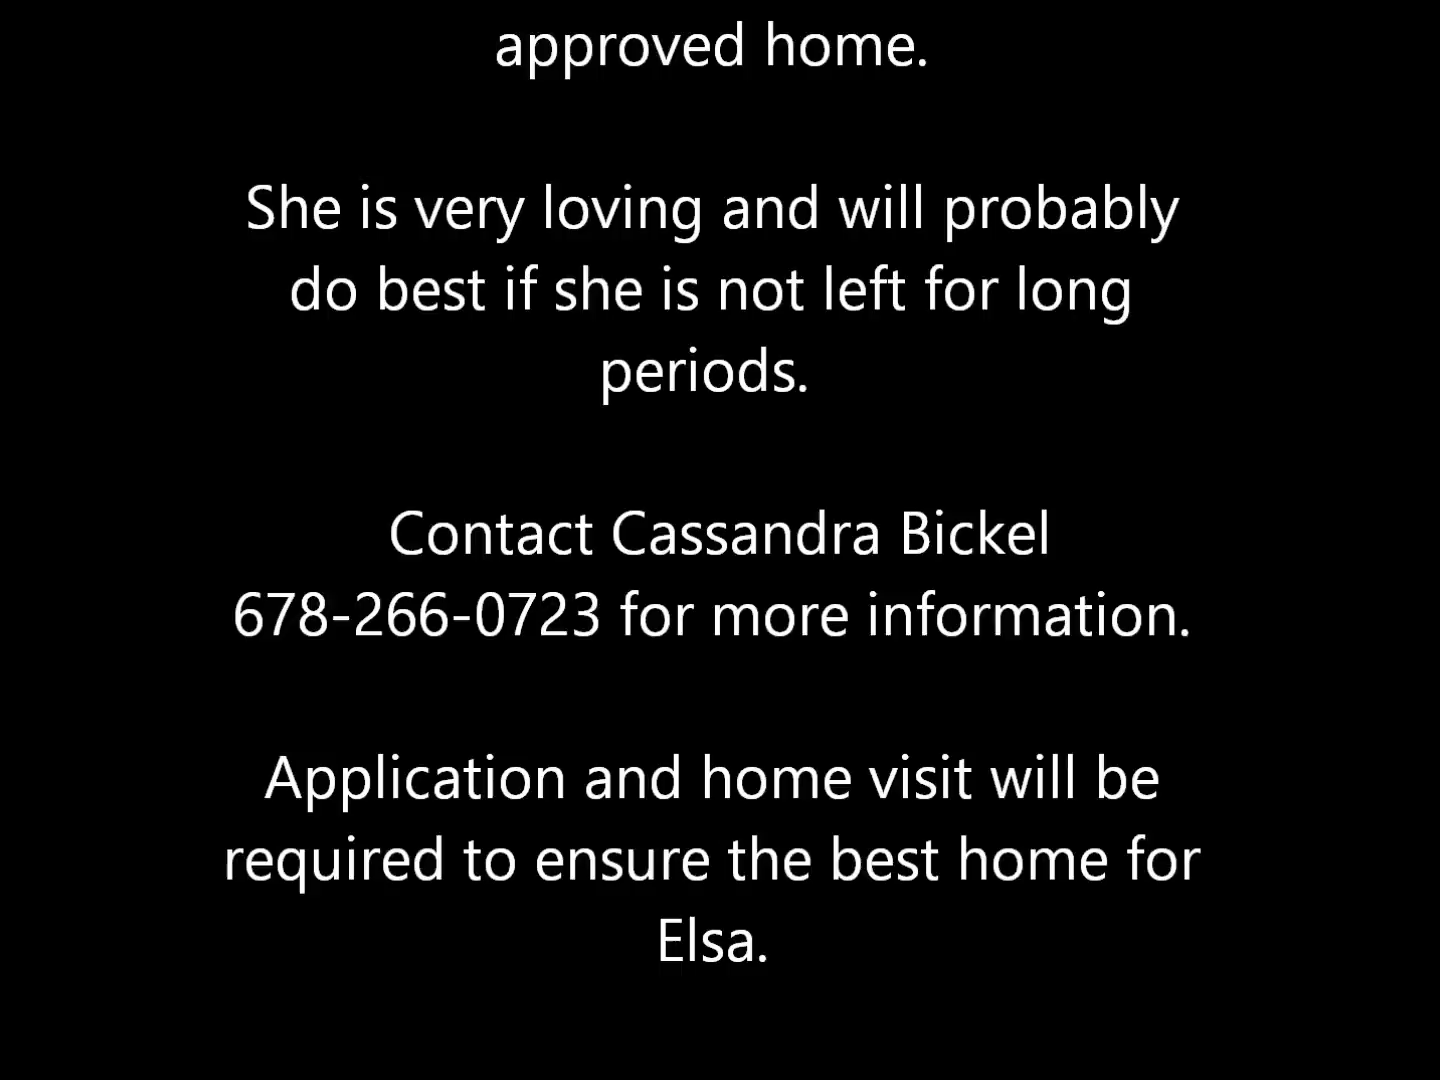 approved home.
She is very loving and will probably
do best if she is not left for long
periods.
Contact Cassandra Bickel
678-266-0723 for more information.
Application and home visit will be
required to ensure the best home for
Elsa.